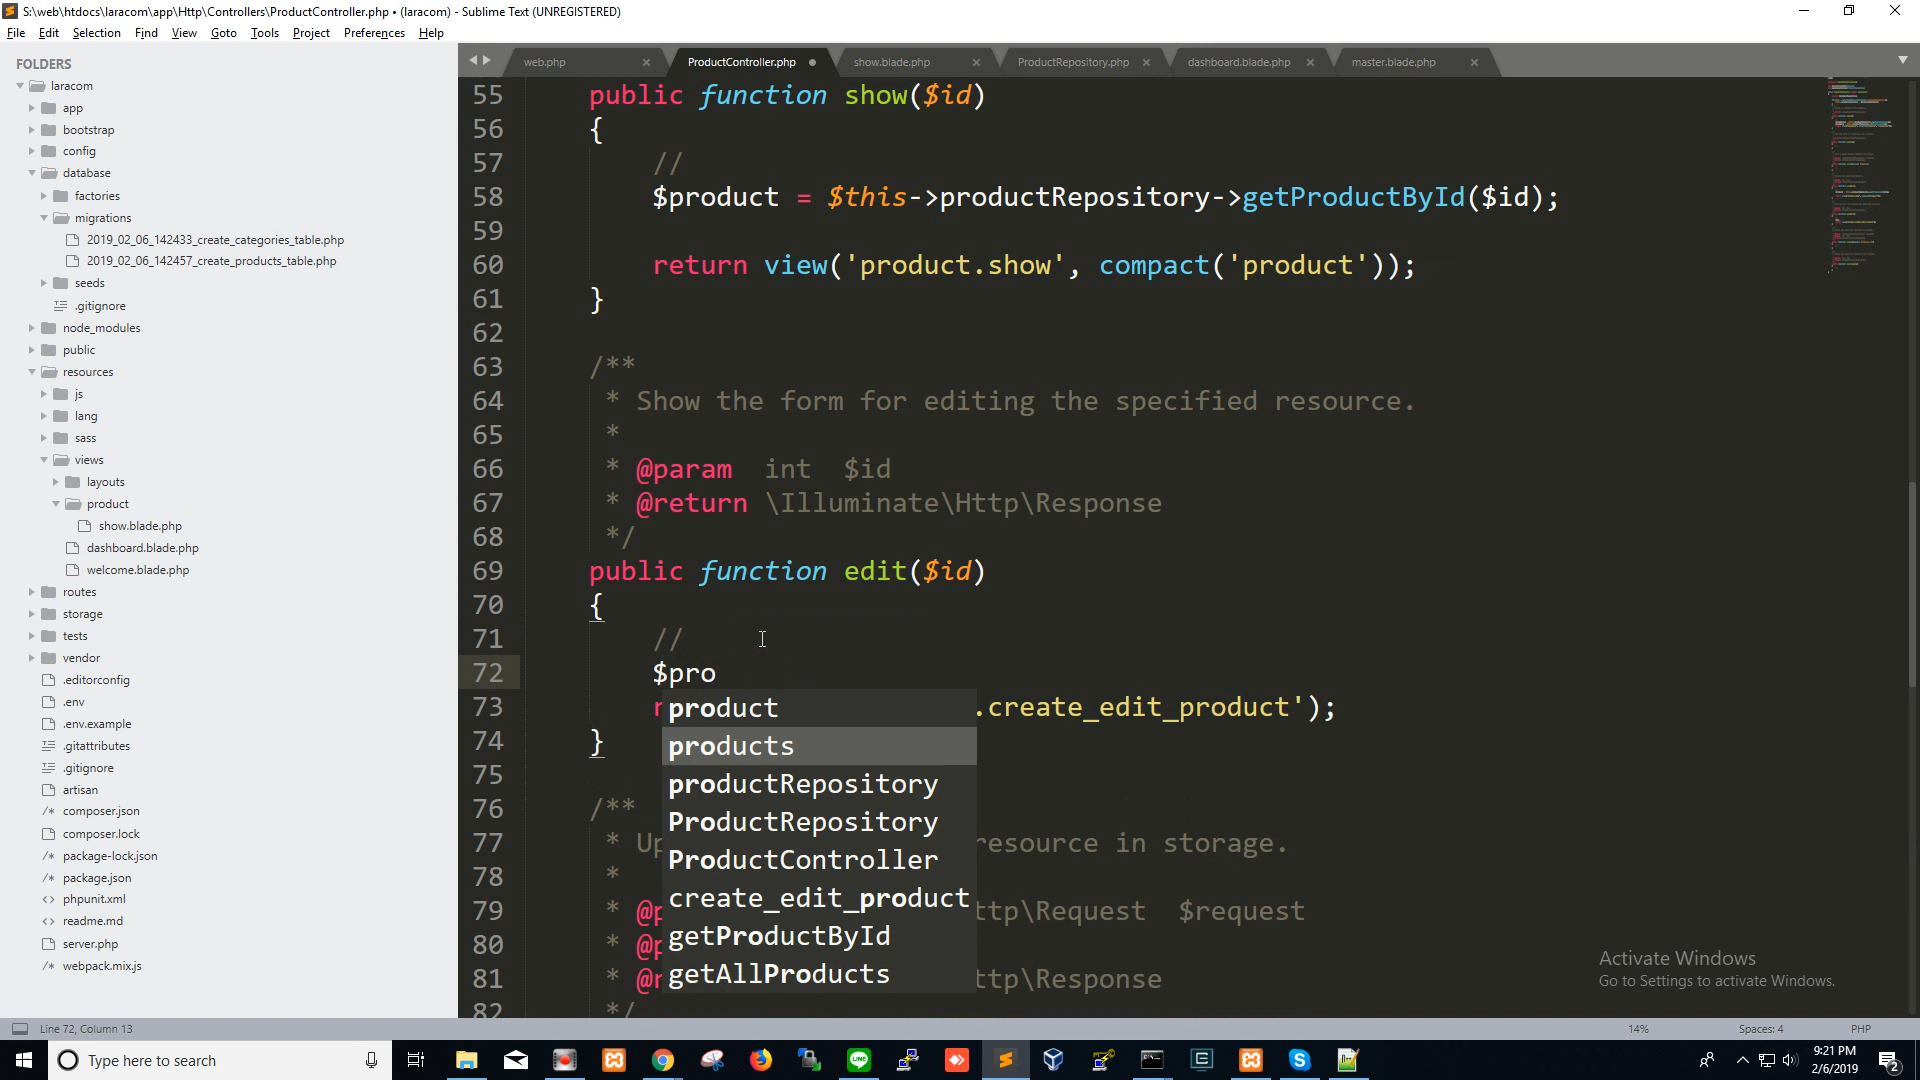 S:\web\htdocs\laracom\app\Http\Controllers\ProductController.php • (laracom) - Sublime Text (UNREGISTERED)
File Edit Selection Find View Goto Tools Project Preferences Help
FOLDERS
laracom
app
bootstrap
config
database
factories
migrations
2019_02_06_142433_create_categories_table.php
2019_02_06_142457_create_products_table.php
seeds
.gitignore
node_modules
public
resources
js
lang
sass
views
layouts
product
show.blade.php
dashboard.blade.php
welcome.blade.php
routes
storage
tests
vendor
.editorconfig
.env
.env.example
.gitattributes
.gitignore
artisan
/* composer.json
composer.lock
/* package-lock.json
/* package.json
<> phpunit.xml
<> readme.md
server.php
/* webpack.mix.js
web.php ProductController.php show.blade.php ProductRepository.php dashboard.blade.php master.blade.php
55 public function show($id)
56 {
57 //
58 $product = $this->productRepository->getProductById($id);
59
60 return view('product.show', compact('product'));
61 }
62
63 /**
64 * Show the form for editing the specified resource.
65 *
66 * @param int $id
67 * @return \Illuminate\Http\Response
68 */
69 public function edit($id)
70 {
71 //
72 $pro
73 r .create_edit_product');
74 }
75
76 /**
77 * Up resource in storage.
78 *
79 * @p ttp\Request $request
80 * @p
81 * @r ttp\Response
82 */
product
products
productRepository
ProductRepository
ProductController
create_edit_product
getProductById
getAllProducts
Activate Windows
Go to Settings to activate Windows.
Line 72, Column 13 14% Spaces: 4 PHP
Type here to search
9:21 PM
2/6/2019
2